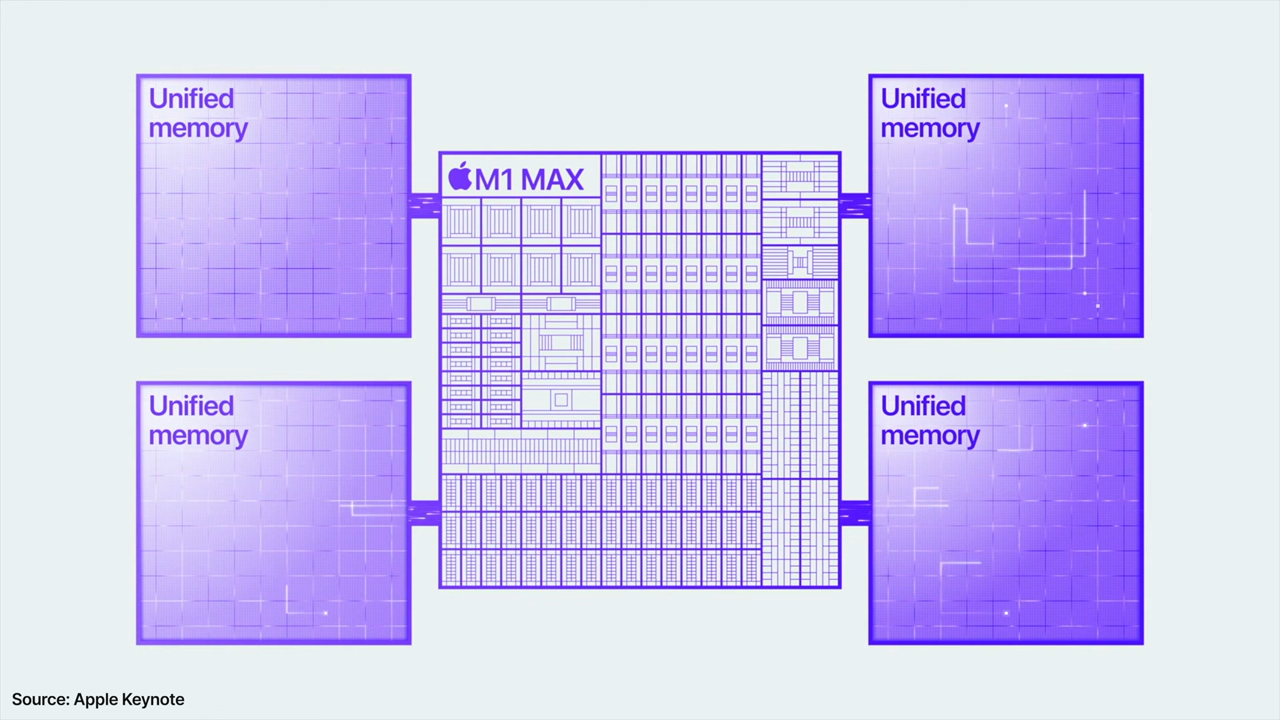 Unified
memory
Unified
memory
M1 MAX
Unified
memory
Unified
memory
Source: Apple Keynote